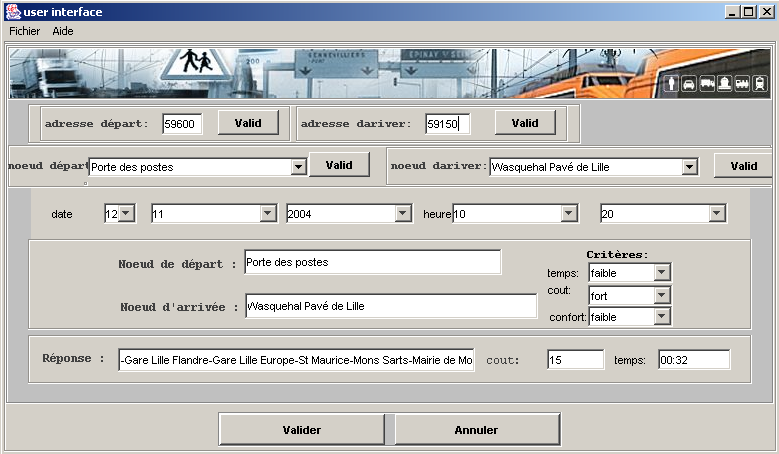 user interface
Fichier Aide
GENNEVILLIERS EPINAY
adresse départ: 59600 Valid adresse dariver: 59150 Valid
noeud départ Porte des postes Valid noeud dariver: Wasquehal Pavé de Lille Valid
date 12 11 2004 heure 10 20
Critères:
Noeud de départ : Porte des postes temps: faible
cout: fort
Noeud d'arrivée : Wasquehal Pavé de Lille confort: faible
Réponse : -Gare Lille Flandre-Gare Lille Europe-St Maurice-Mons Sarts-Mairie de Mo cout: 15 temps: 00:32
Valider Annuler